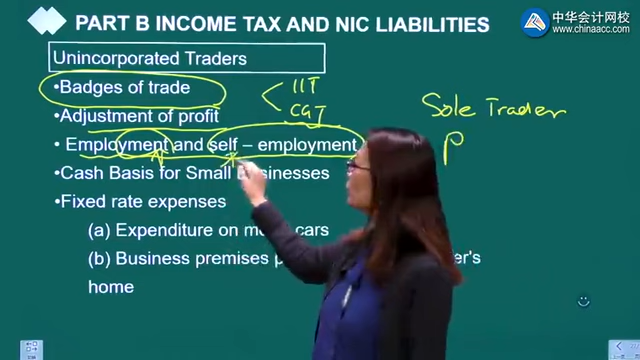 PART B INCOME TAX AND NIC LIABILITIES
中华会计网校
www.chinaacc.com
Unincorporated Traders
•Badges of trade
IIT
CGT
•Adjustment of profit
Sole Trader
P
• Employment and self – employment
•Cash Basis for Small Businesses
•Fixed rate expenses
(a) Expenditure on cars
(b) Business premises
home